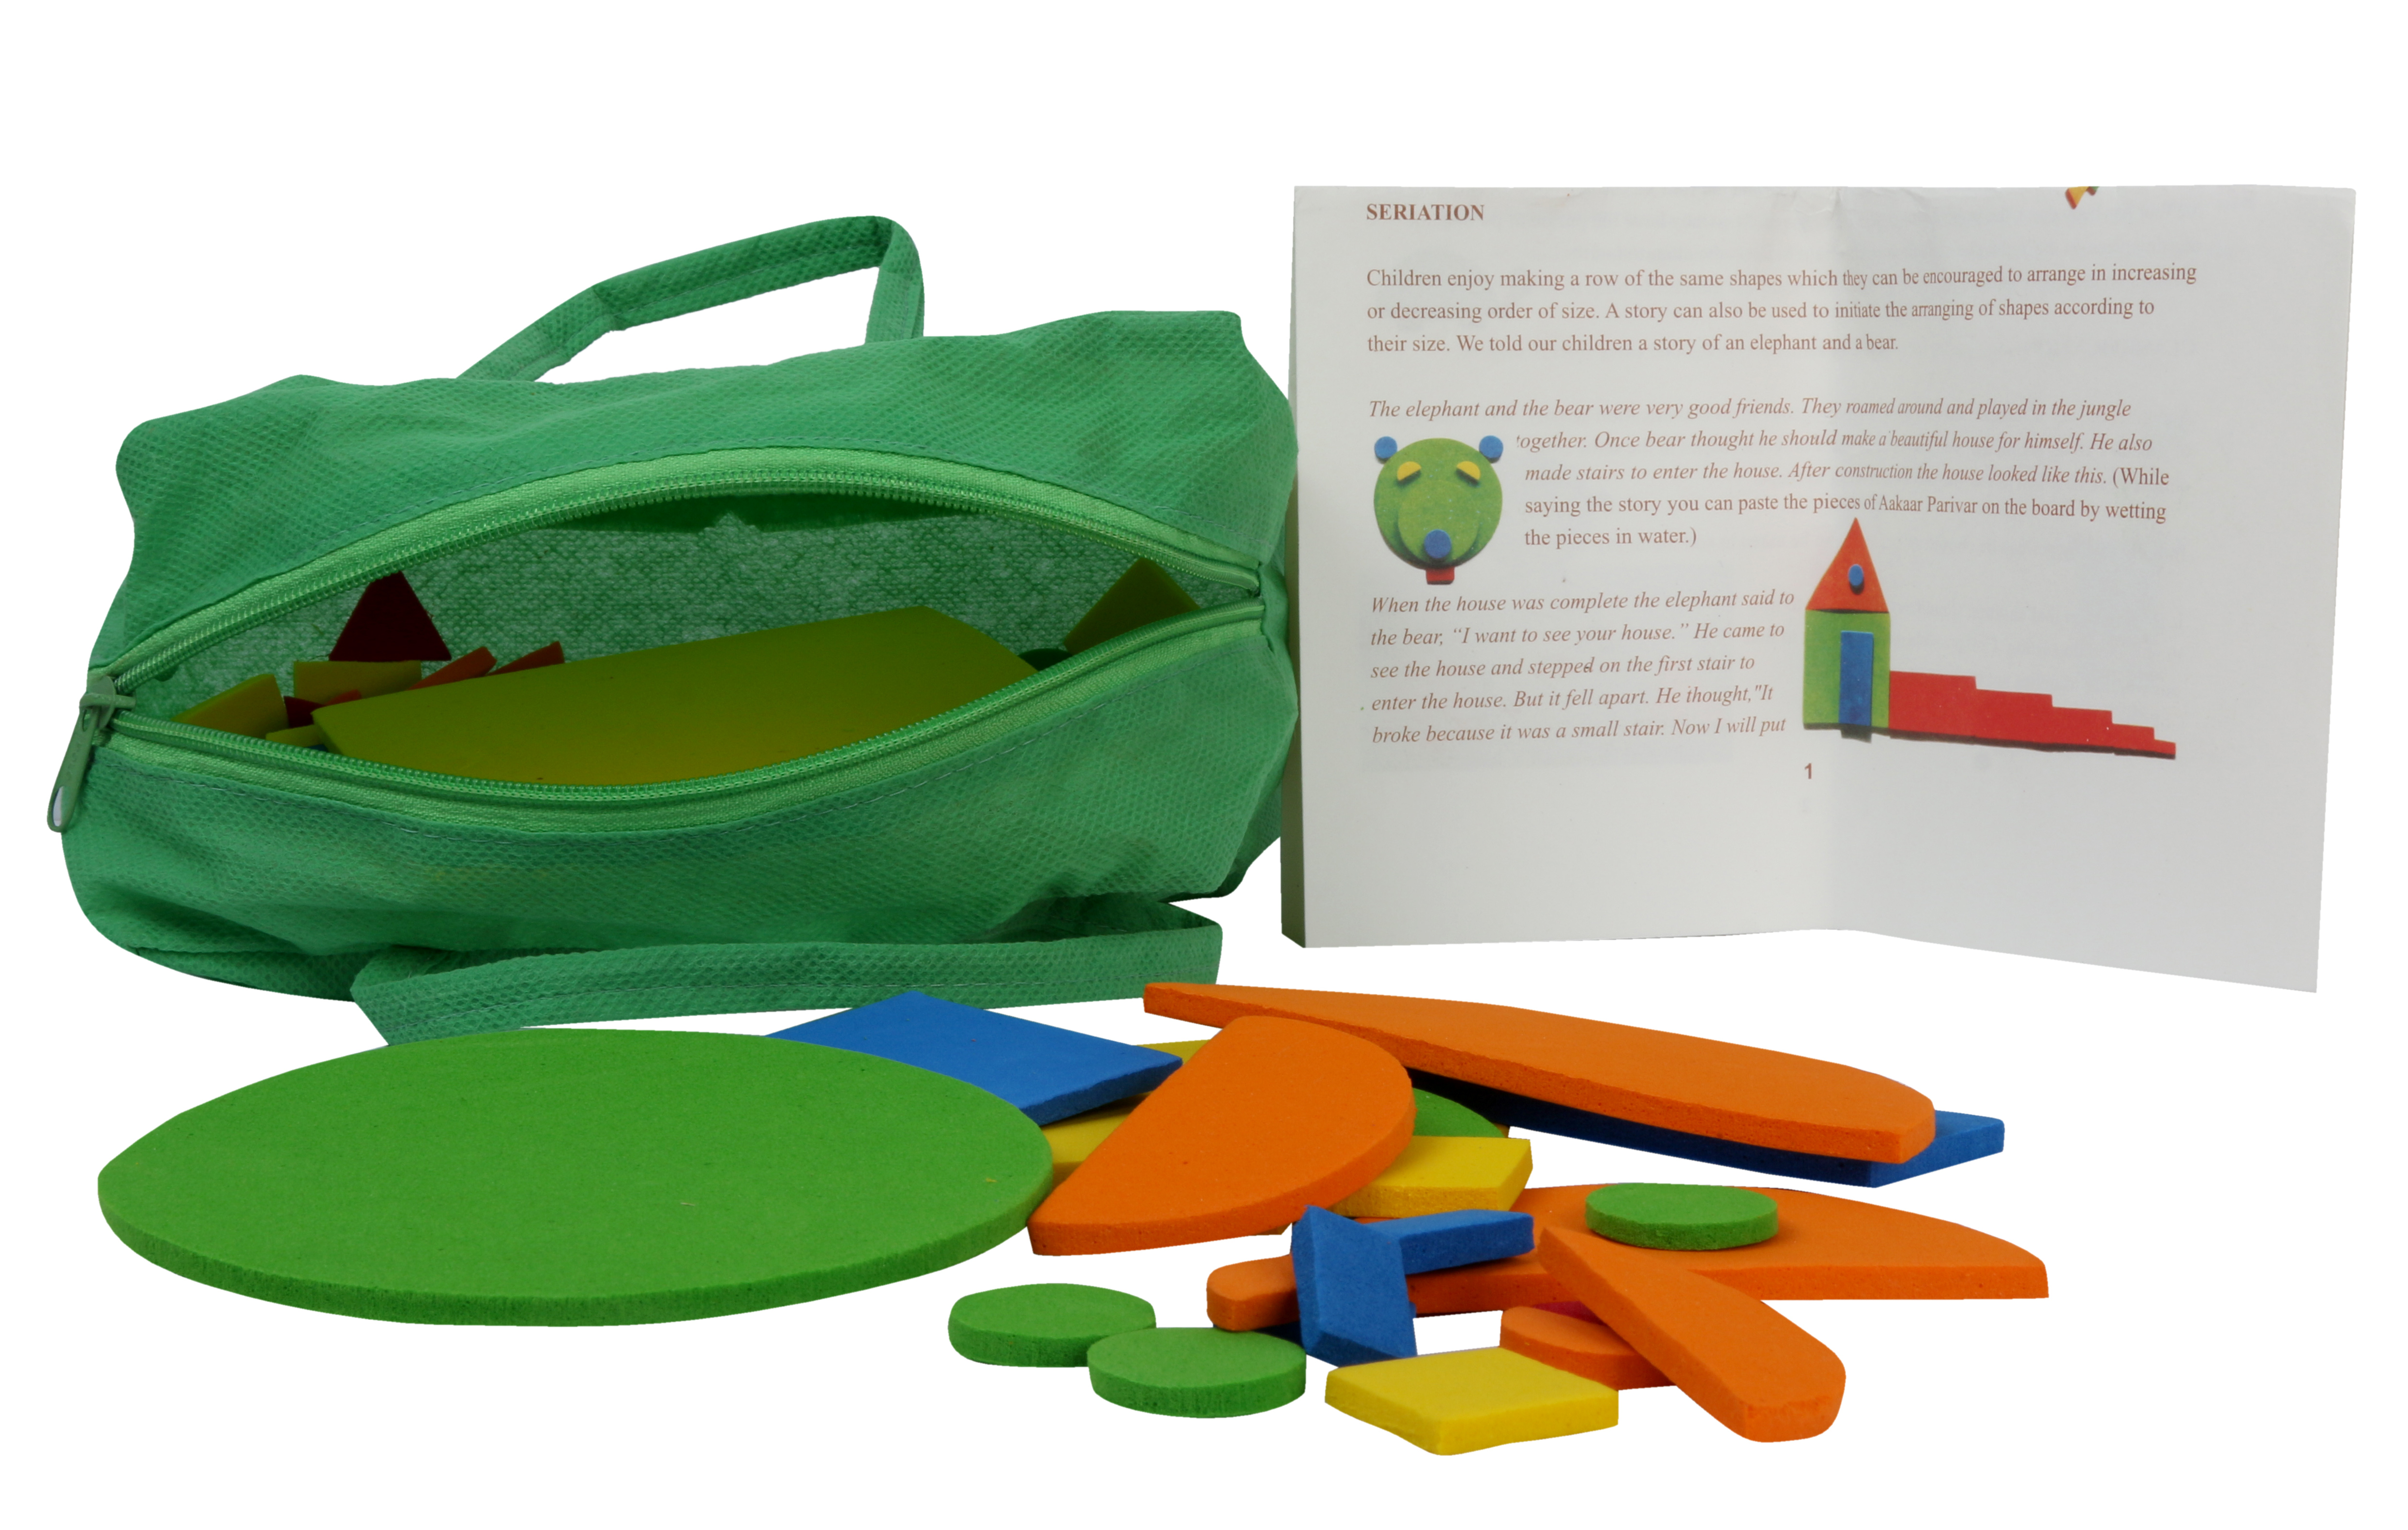 SERIATION
Children enjoy making a row of the same shapes which they can be encouraged to arrange in increasing
or decreasing order of size. A story can also be used to initiate the arranging of shapes according to
their size. We told our children a story of an elephant and a bear.
The elephant and the bear were very good friends. They roamed around and played in the jungle
together. Once bear thought he should make a beautiful house for himself. He also
made stairs to enter the house. After construction the house looked like this. (While
saying the story you can paste the pieces of Aakaar Parivar on the board by wetting
the pieces in water.)
When the house was complete the elephant said to
the bear, “I want to see your house.” He came to
see the house and stepped on the first stair to
enter the house. But it fell apart. He thought,"It
broke because it was a small stair. Now I will put
1